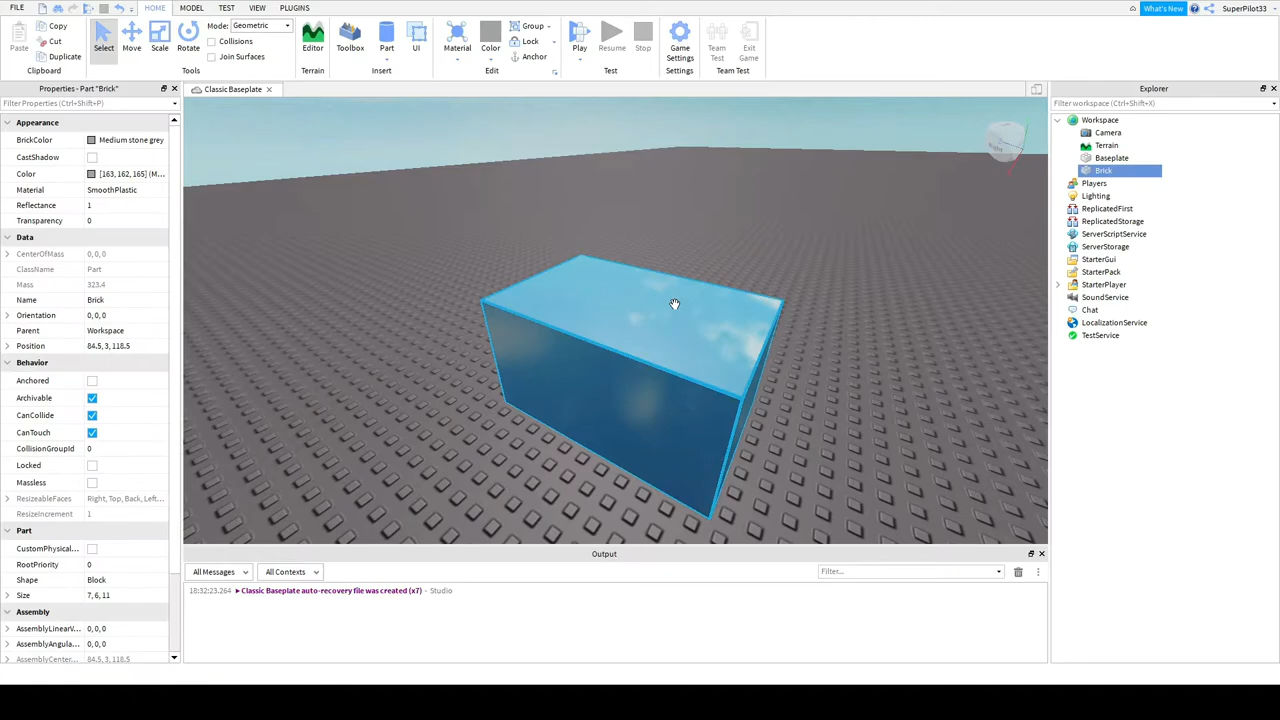 FILE HOME MODEL TEST VIEW PLUGINS What's New SuperPilot33
Paste Copy Cut Duplicate Clipboard
Select Move Scale Rotate Mode: Geometric Collisions Join Surfaces Tools
Editor Terrain
Toolbox Part UI Insert
Material Color Group Lock Anchor Edit
Play Resume Stop Test
Game Settings Settings
Team Test Exit Game Team Test
Properties - Part "Brick"
Filter Properties (Ctrl+Shift+P)
Appearance
BrickColor Medium stone grey
CastShadow
Color [163, 162, 165] (M...
Material SmoothPlastic
Reflectance 1
Transparency 0
Data
CenterOfMass 0, 0, 0
ClassName Part
Mass 323.4
Name Brick
Orientation 0, 0, 0
Parent Workspace
Position 84.5, 3, 118.5
Behavior
Anchored
Archivable
CanCollide
CanTouch
CollisionGroupId 0
Locked
Massless
ResizeableFaces Right, Top, Back, Left...
ResizeIncrement 1
Part
CustomPhysical...
RootPriority 0
Shape Block
Size 7, 6, 11
Assembly
AssemblyLinearV... 0, 0, 0
AssemblyAngula... 0, 0, 0
AssemblyCenter... 84.5, 3, 118.5
Classic Baseplate
Right
Output
All Messages All Contexts Filter...
18:32:23.264 Classic Baseplate auto-recovery file was created (x7) - Studio
Explorer
Filter workspace (Ctrl+Shift+X)
Workspace
Camera
Terrain
Baseplate
Brick
Players
Lighting
ReplicatedFirst
ReplicatedStorage
ServerScriptService
ServerStorage
StarterGui
StarterPack
StarterPlayer
SoundService
Chat
LocalizationService
TestService